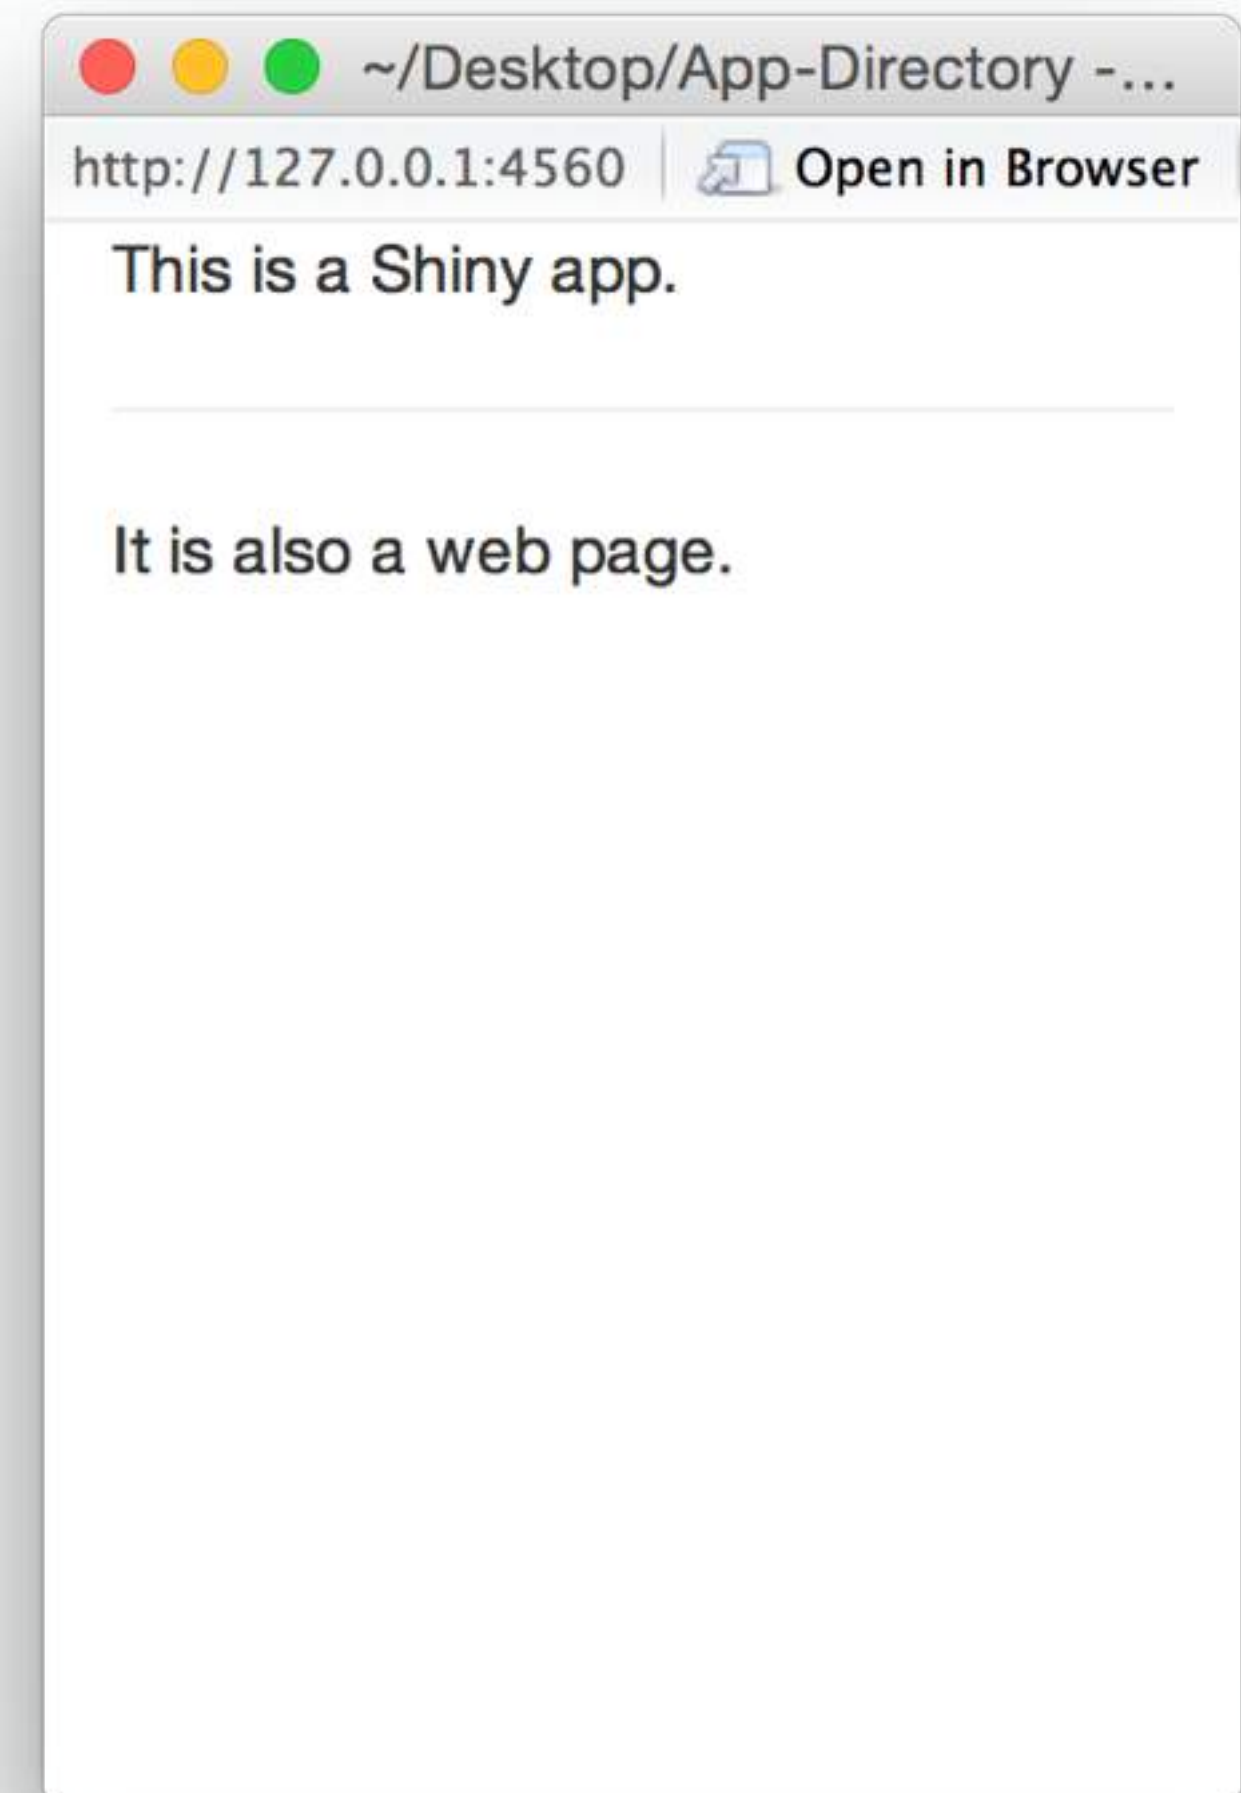 ~/Desktop/App-Directory -...
http://127.0.0.1:4560 Open in Browser
This is a Shiny app.
It is also a web page.